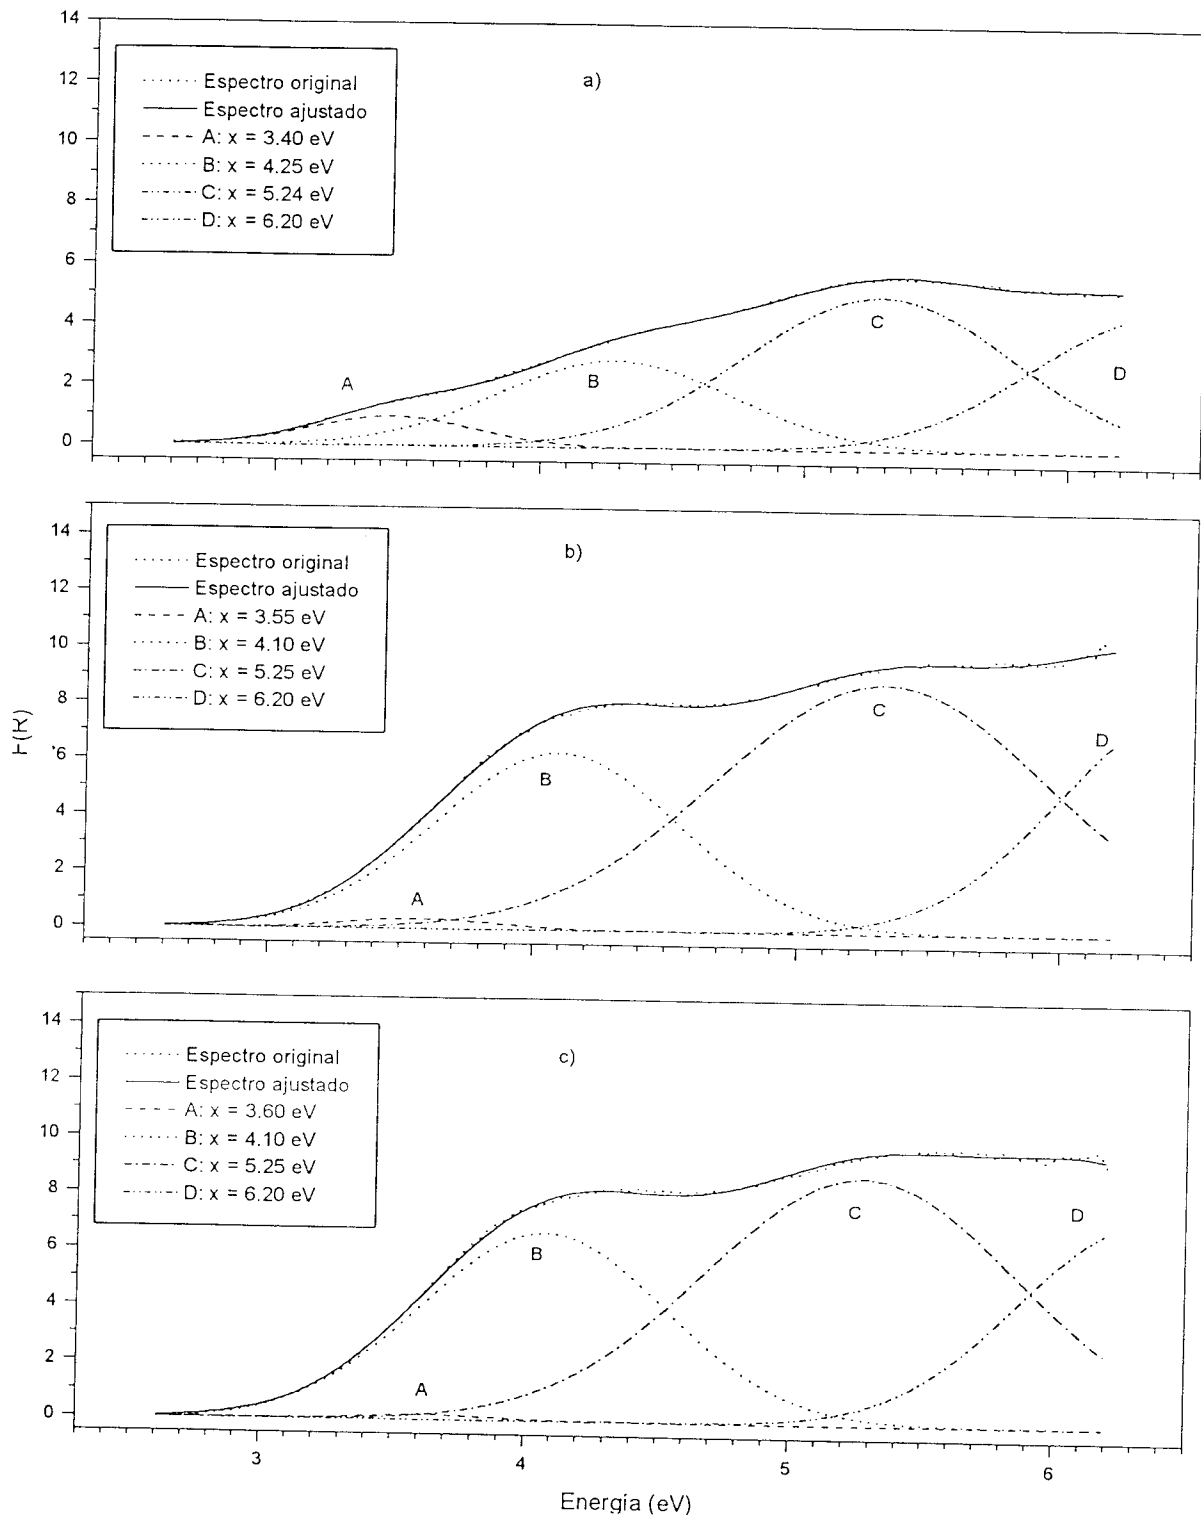 14
12
10
8
6
4
2
0
a)
Espectro original
Espectro ajustado
A: x = 3.40 eV
B: x = 4.25 eV
C: x = 5.24 eV
D: x = 6.20 eV
A
B
C
D
F(R)
14
12
10
8
6
4
2
0
b)
Espectro original
Espectro ajustado
A: x = 3.55 eV
B: x = 4.10 eV
C: x = 5.25 eV
D: x = 6.20 eV
A
B
C
D
14
12
10
8
6
4
2
0
c)
Espectro original
Espectro ajustado
A: x = 3.60 eV
B: x = 4.10 eV
C: x = 5.25 eV
D: x = 6.20 eV
A
B
C
D
3
4
5
6
Energía (eV)